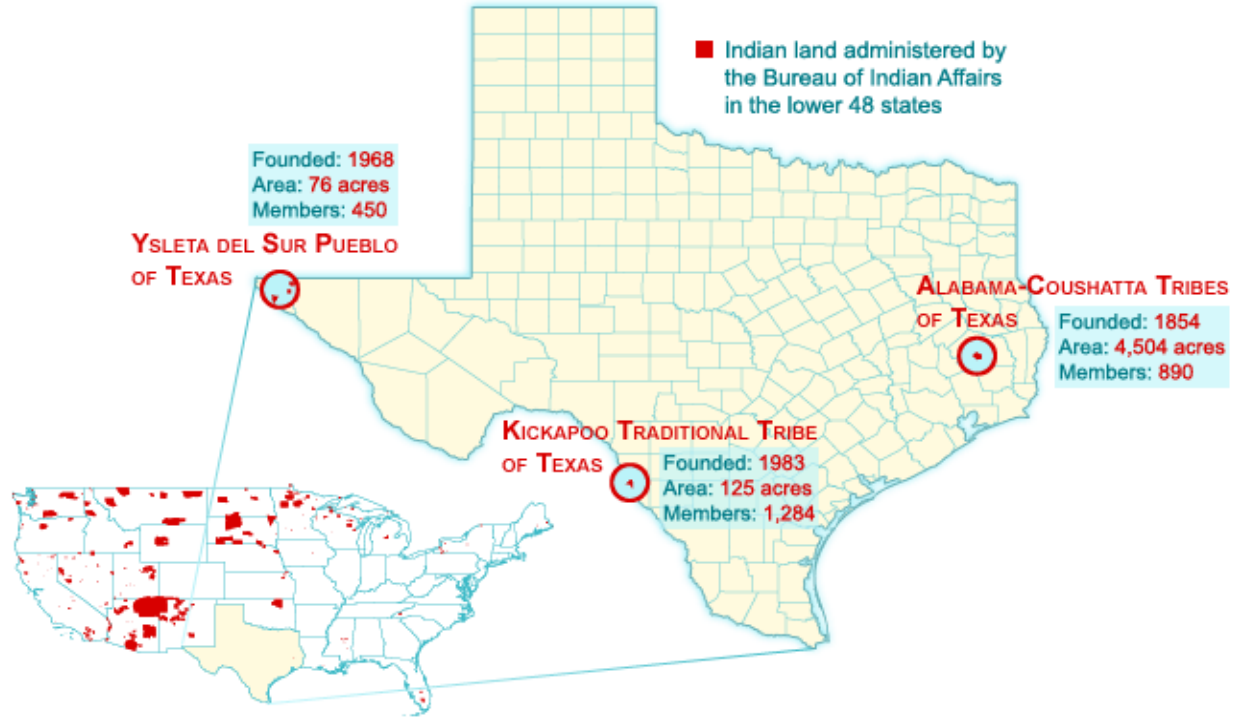 Indian land administered by
the Bureau of Indian Affairs
in the lower 48 states
Founded: 1968
Area: 76 acres
Members: 450
YSLETA DEL SUR PUEBLO
OF TEXAS
ALABAMA-COUSHATTA TRIBES
OF TEXAS
Founded: 1854
Area: 4,504 acres
Members: 890
KICKAPOO TRADITIONAL TRIBE
OF TEXAS
Founded: 1983
Area: 125 acres
Members: 1,284